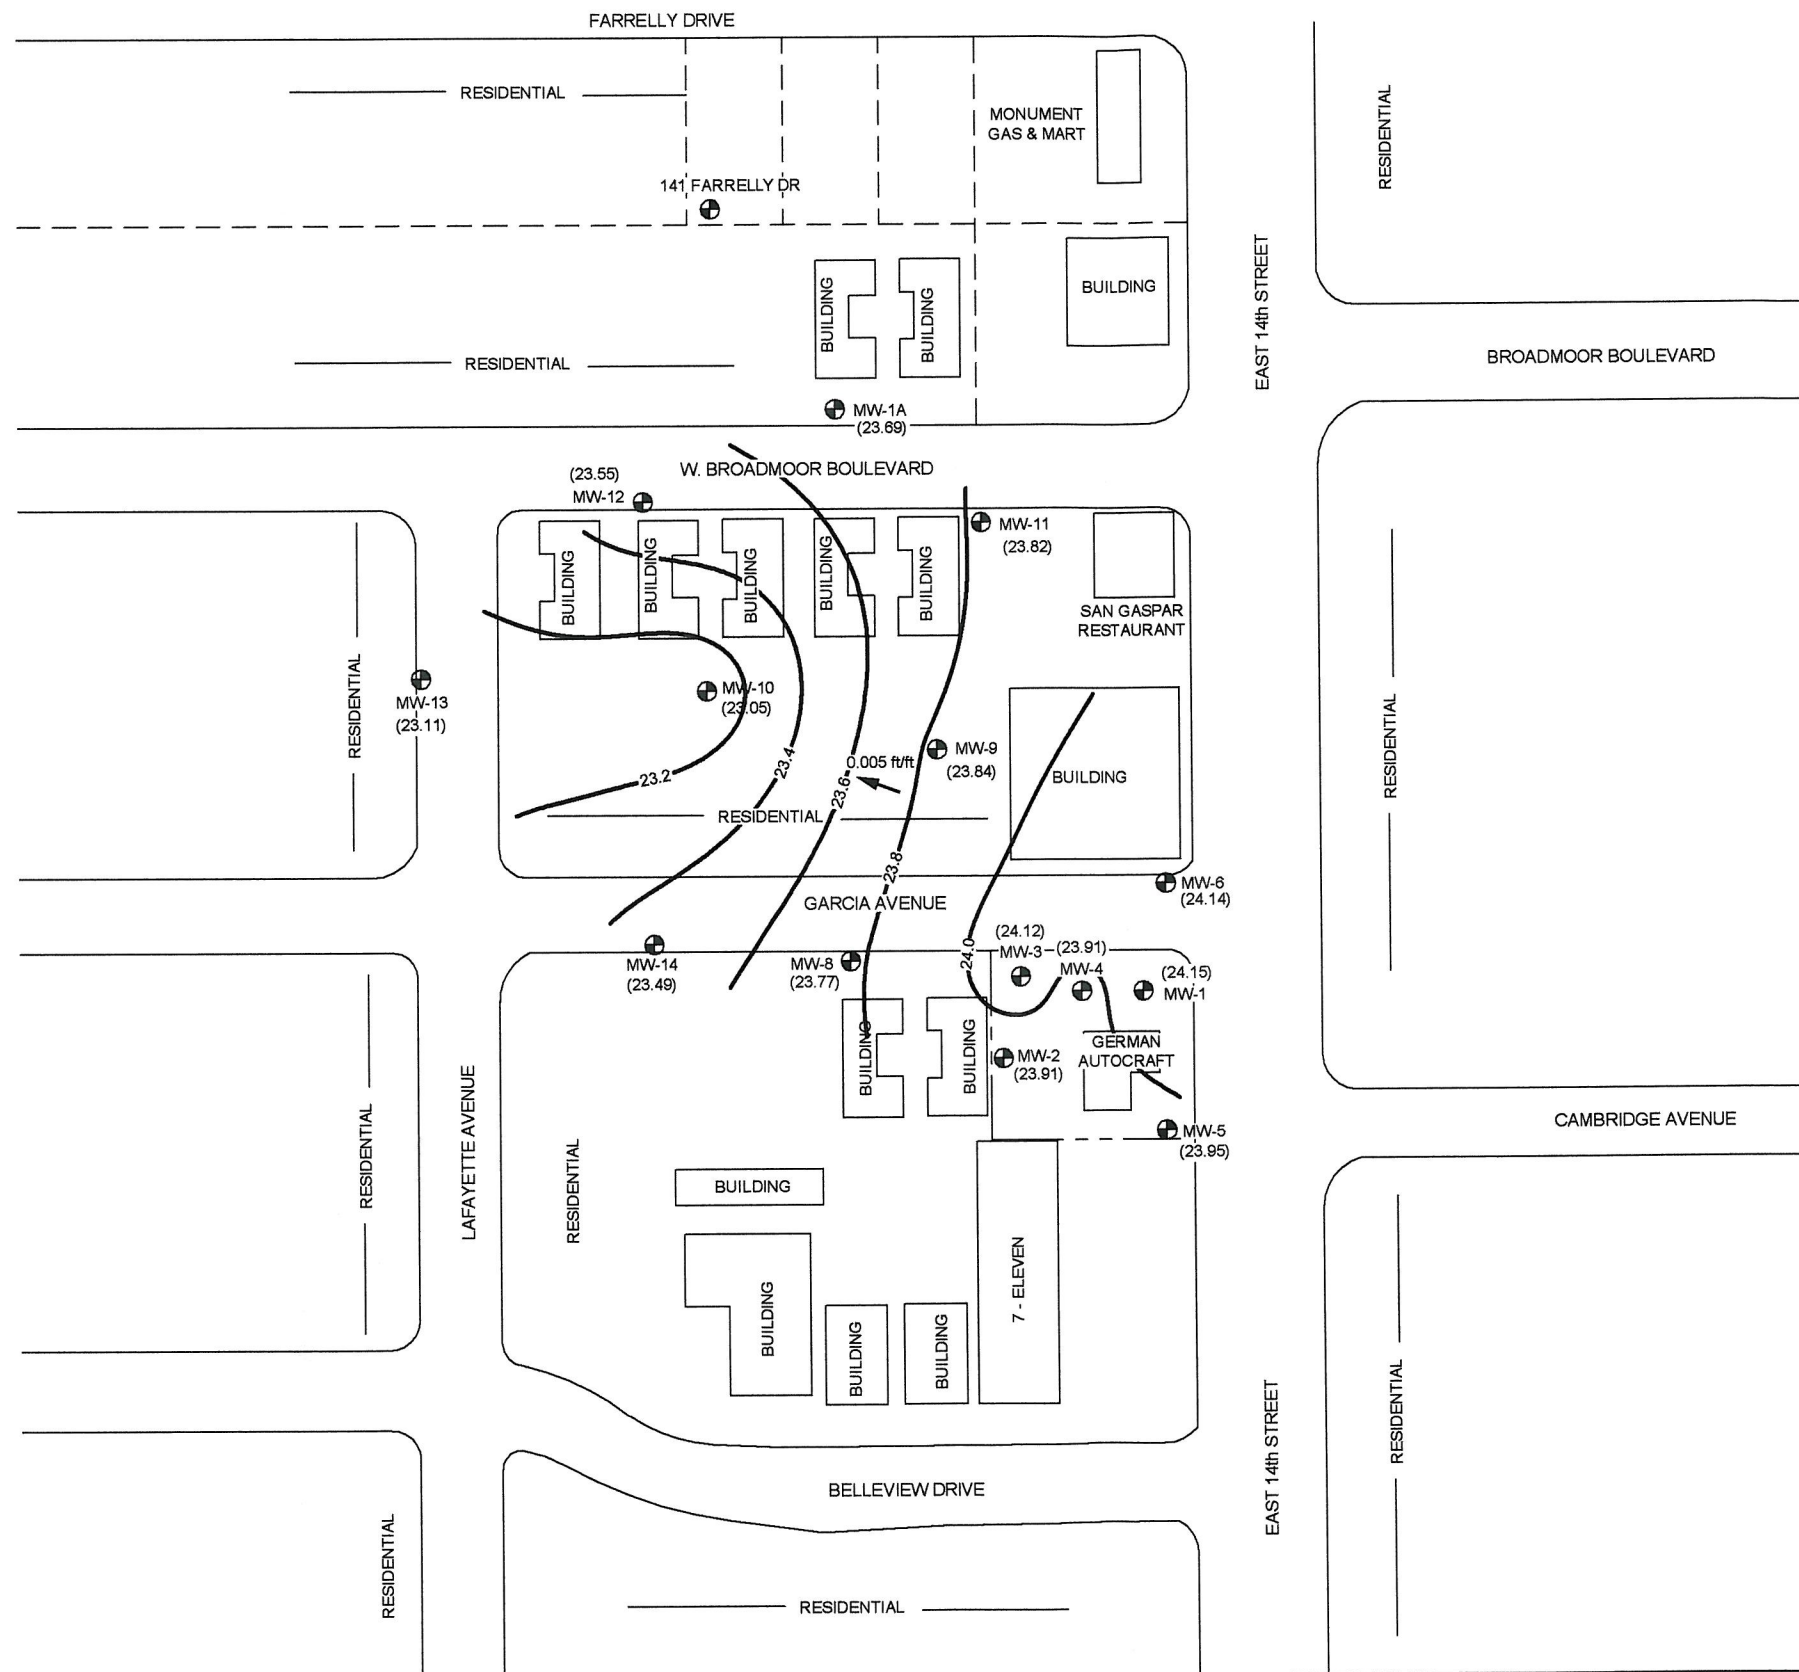 FARRELLY DRIVE
RESIDENTIAL
MONUMENT
GAS & MART
RESIDENTIAL
141 FARRELLY DR
BUILDING
BUILDING
BUILDING
EAST 14th STREET
BROADMOOR BOULEVARD
RESIDENTIAL
MW-1A
(23.69)
W. BROADMOOR BOULEVARD
(23.55)
MW-12
MW-11
(23.82)
BUILDING
BUILDING
BUILDING
BUILDING
BUILDING
SAN GASPAR
RESTAURANT
RESIDENTIAL
MW-13
(23.11)
MW-10
(23.05)
RESIDENTIAL
MW-9
(23.84)
0.005 ft/ft
23.2
23.4
23.6
BUILDING
RESIDENTIAL
23.8
MW-6
(24.14)
GARCIA AVENUE
24.0
(24.12)
MW-3
(23.91)
MW-4
(24.15)
MW-1
MW-14
(23.49)
MW-8
(23.77)
GERMAN
AUTOCRAFT
MW-2
(23.91)
BUILDING
BUILDING
MW-5
(23.95)
CAMBRIDGE AVENUE
RESIDENTIAL
LAFAYETTE AVENUE
RESIDENTIAL
BUILDING
7 - ELEVEN
BUILDING
BUILDING
BUILDING
RESIDENTIAL
EAST 14th STREET
BELLEVIEW DRIVE
RESIDENTIAL
RESIDENTIAL